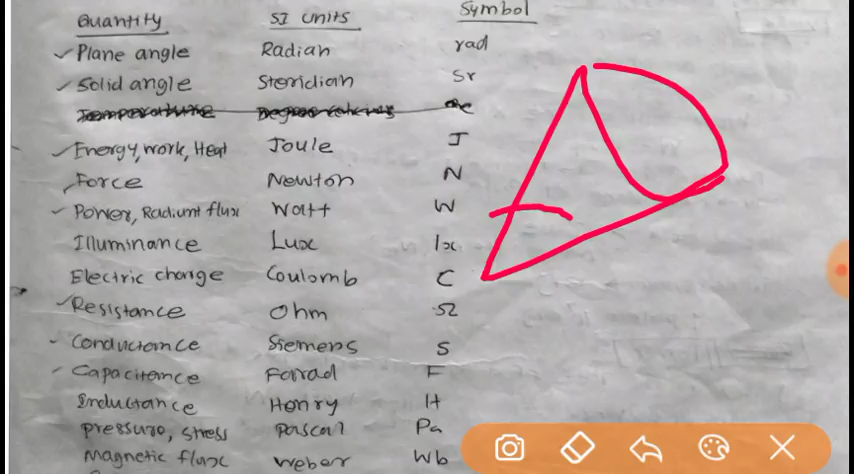 Quantity SI Units Symbol
Plane angle Radian rad
Solid angle Steridian Sr
Energy, work, Heat Joule J
Force Newton N
Power, Radiant flux Watt W
Illuminance Lux lx
Electric charge Coulomb C
Resistance Ohm Ω
Conductance Siemens S
Capacitance Farad F
Inductance Henry H
Pressure, Stress Pascal Pa
Magnetic flux Weber Wb